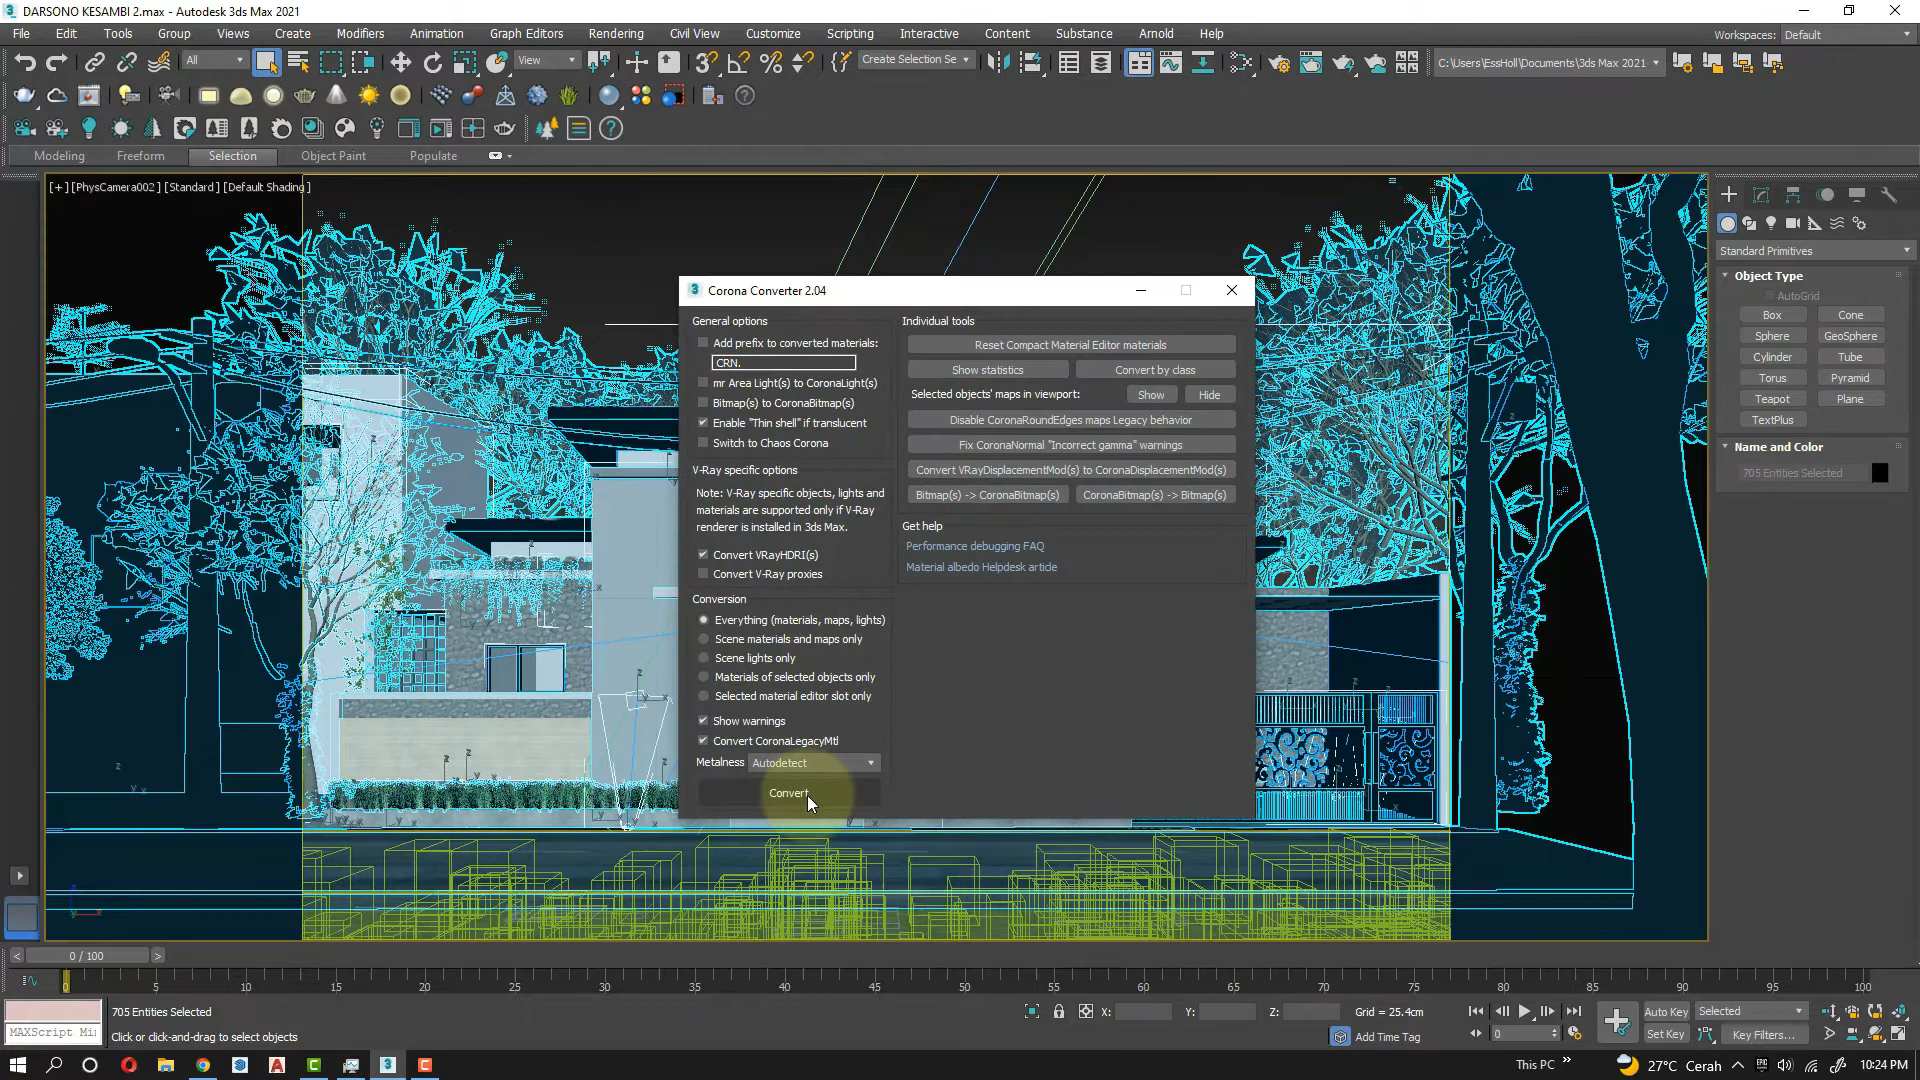 DARSONO KESAMBI 2.max - Autodesk 3ds Max 2021
File Edit Tools Group Views Create Modifiers Animation Graph Editors Rendering Civil View Customize Scripting Interactive Content Substance Arnold Help
Workspaces: Default
All
View
Create Selection Se
C:\Users\EssHoll\Documents\3ds Max 2021
Modeling Freeform Selection Object Paint Populate
[+] [PhysCamera002] [Standard] [Default Shading]
Corona Converter 2.04
General options
Add prefix to converted materials:
CRN.
mr Area Light(s) to CoronaLight(s)
Bitmap(s) to CoronaBitmap(s)
Enable "Thin shell" if translucent
Switch to Chaos Corona
V-Ray specific options
Note: V-Ray specific objects, lights and
materials are supported only if V-Ray
renderer is installed in 3ds Max.
Convert VRayHDRI(s)
Convert V-Ray proxies
Conversion
Everything (materials, maps, lights)
Scene materials and maps only
Scene lights only
Materials of selected objects only
Selected material editor slot only
Show warnings
Convert CoronaLegacyMtl
Metalness Autodetect
Convert
Individual tools
Reset Compact Material Editor materials
Show statistics Convert by class
Selected objects' maps in viewport: Show Hide
Disable CoronaRoundEdges maps Legacy behavior
Fix CoronaNormal "Incorrect gamma" warnings
Convert VRayDisplacementMod(s) to CoronaDisplacementMod(s)
Bitmap(s) -> CoronaBitmap(s) CoronaBitmap(s) -> Bitmap(s)
Get help
Performance debugging FAQ
Material albedo Helpdesk article
Standard Primitives
Object Type
AutoGrid
Box Cone
Sphere GeoSphere
Cylinder Tube
Torus Pyramid
Teapot Plane
TextPlus
Name and Color
705 Entities Selected
0 / 100
0 5 10 15 20 25 30 35 40 45 50 55 60 65 70 75 80 85 90 95 100
705 Entities Selected
MAXScript Mi
Click or click-and-drag to select objects
X: Y: Z: Grid = 25.4cm
Add Time Tag
0
Auto Key Selected
Set Key Key Filters...
This PC
27°C Cerah
10:24 PM